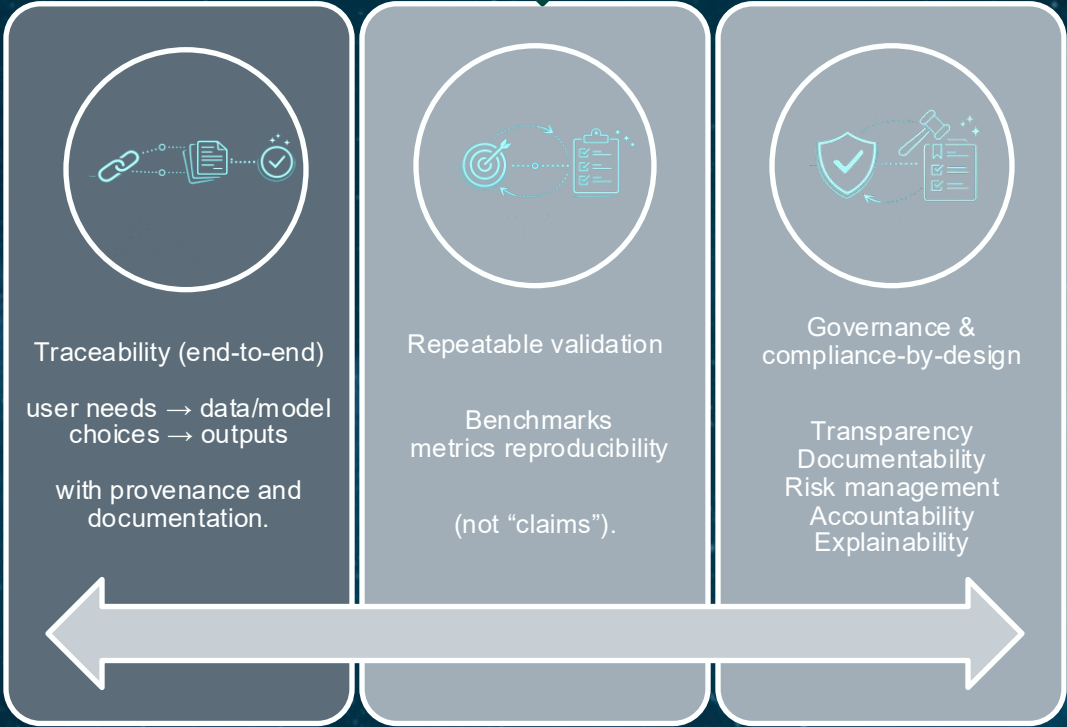 Traceability (end-to-end)
user needs → data/model
choices → outputs
with provenance and
documentation.
Repeatable validation
Benchmarks
metrics reproducibility
(not “claims”).
Governance &
compliance-by-design
Transparency
Documentability
Risk management
Accountability
Explainability